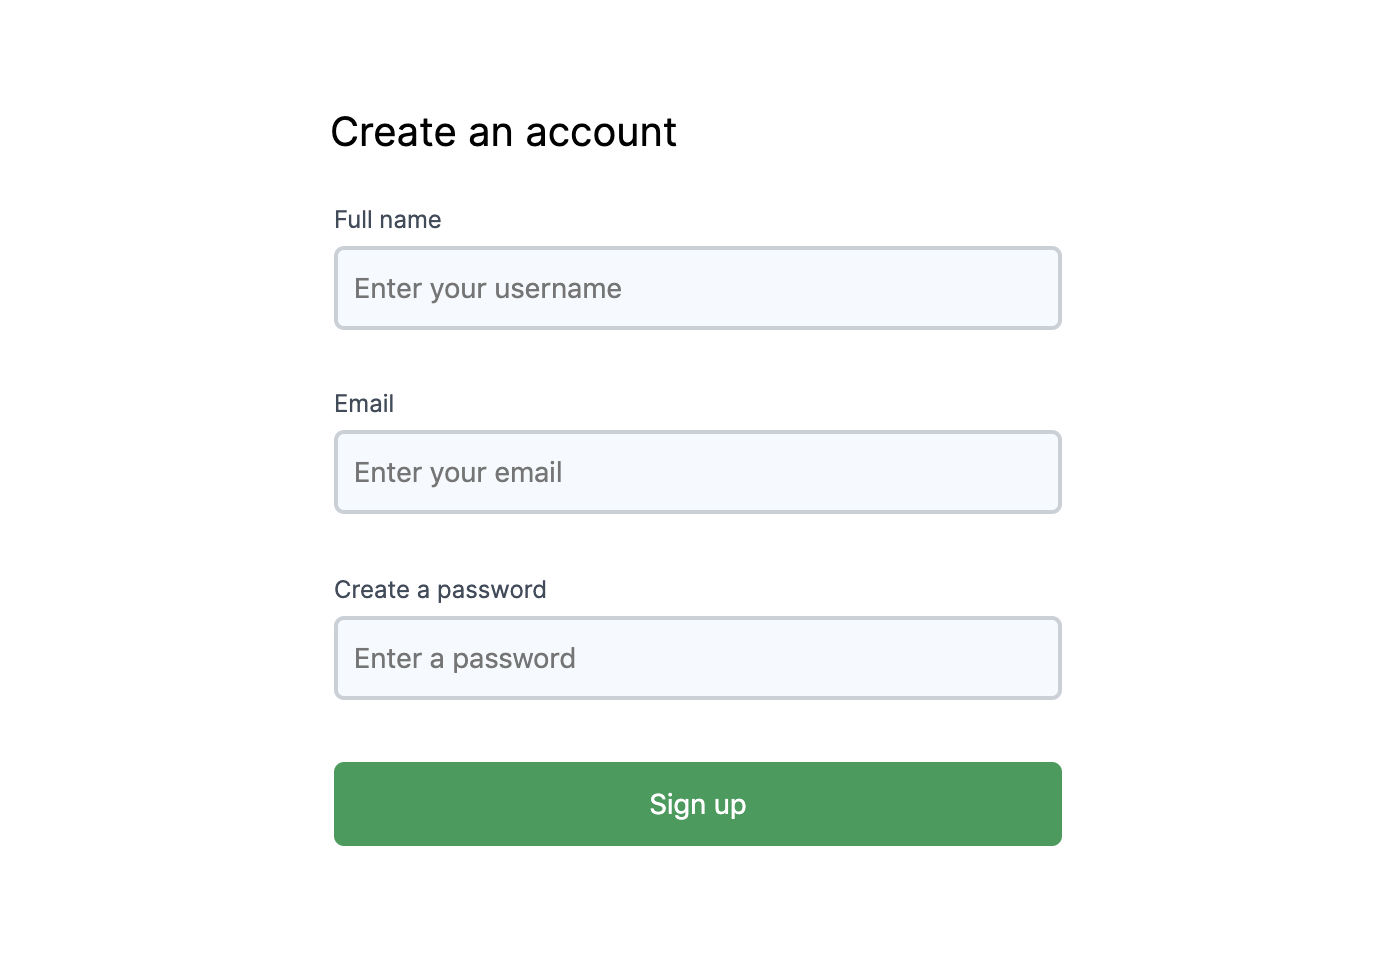 Create an account
Full name
Enter your username
Email
Enter your email
Create a password
Enter a password
Sign up